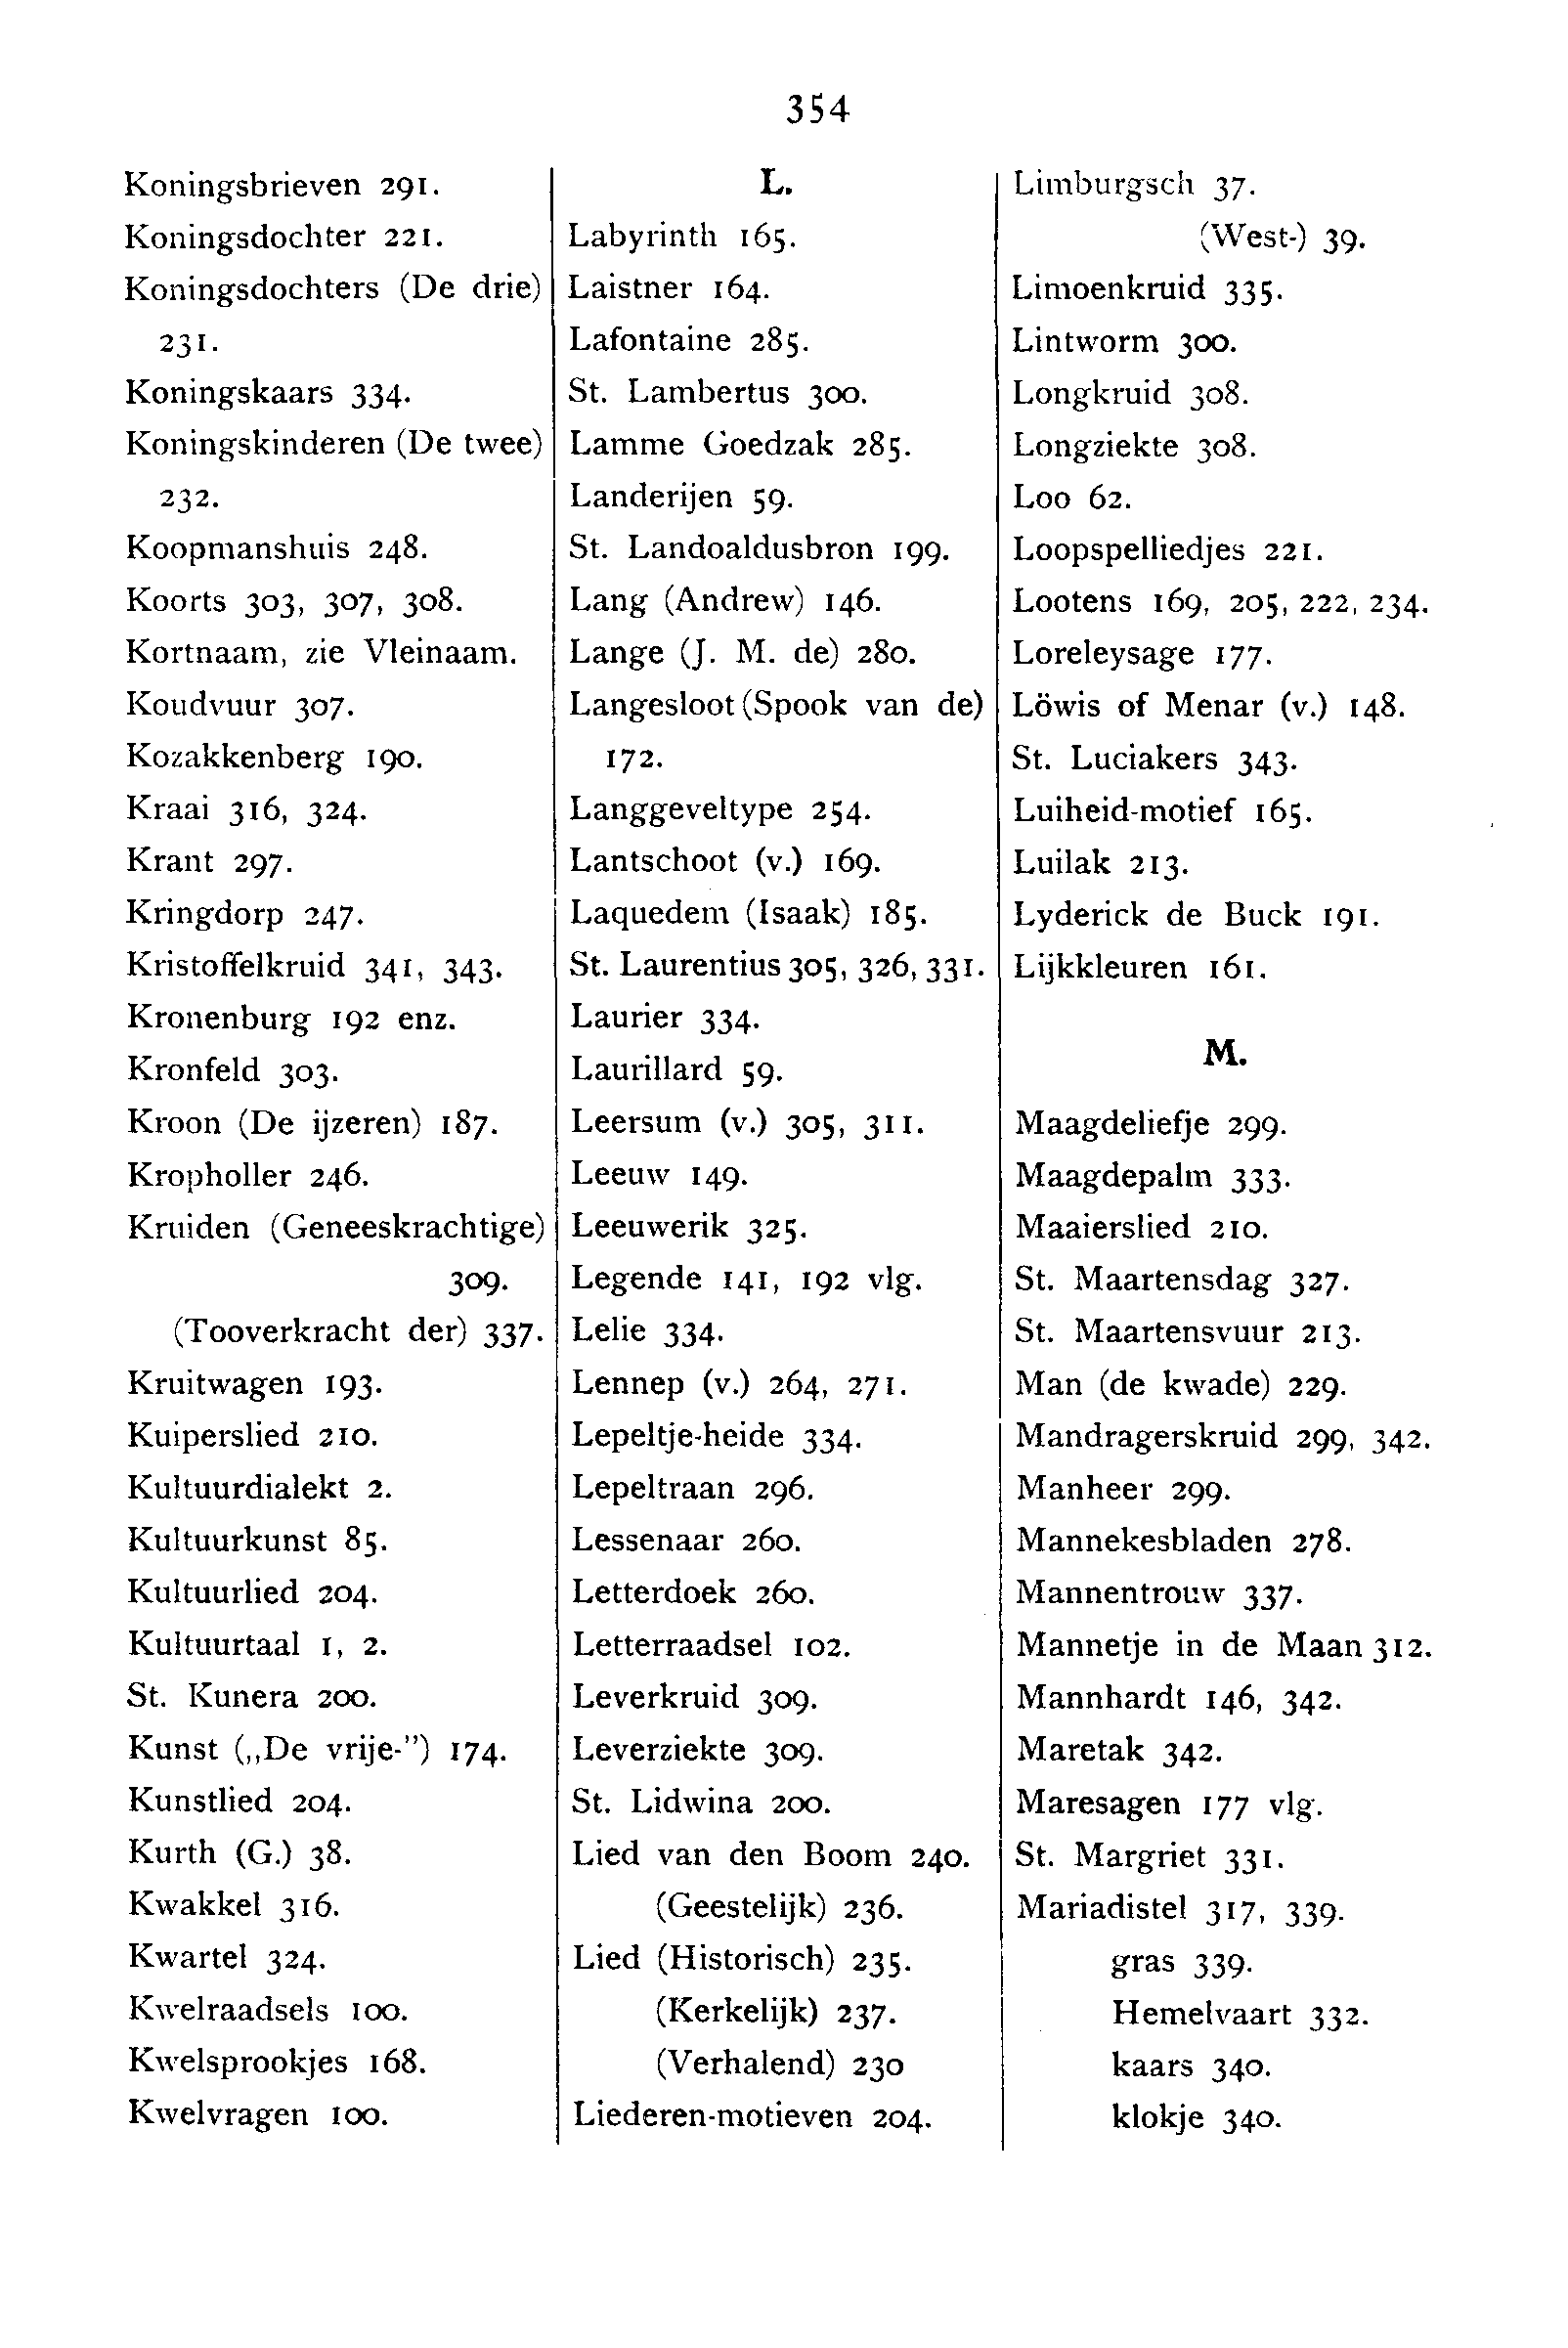 354
Koningsbrieven 291.
Koningsdochter 221.
Koningsdochters (De drie)
231.
Koningskaars 334.
Koningskinderen (De twee)
232.
Koopmanshuis 248.
Koorts 303, 307, 308.
Kortnaam, zie Vleinaam.
Koudvuur 307.
Kozakkenberg 190.
Kraai 316, 324.
Krant 297.
Kringdorp 247.
Kristoffelkruid 341, 343.
Kronenburg 192 enz.
Kronfeld 303.
Kroon (De ijzeren) 187.
Kropholler 246.
Kruiden (Geneeskrachtige)
309.
(Tooverkracht der) 337.
Kruitwagen 193.
Kuiperslied 210.
Kultuurdialekt 2.
Kultuurkunst 85.
Kultuurlied 204.
Kultuurtaal 1, 2.
St. Kunera 200.
Kunst („De vrije-”) 174.
Kunstlied 204.
Kurth (G.) 38.
Kwakkel 316.
Kwartel 324.
Kwelraadsels 100.
Kwelsprookjes 168.
Kwelvragen 100.
L.
Labyrinth 165.
Laistner 164.
Lafontaine 285.
St. Lambertus 300.
Lamme Goedzak 285.
Landerijen 59.
St. Landoaldusbron 199.
Lang (Andrew) 146.
Lange (J. M. de) 280.
Langesloot (Spook van de)
172.
Langgeveltype 254.
Lantschoot (v.) 169.
Laquedem (Isaak) 185.
St. Laurentius 305, 326, 331.
Laurier 334.
Laurillard 59.
Leersum (v.) 305, 311.
Leeuw 149.
Leeuwerik 325.
Legende 141, 192 vlg.
Lelie 334.
Lennep (v.) 264, 271.
Lepeltje-heide 334.
Lepeltraan 296.
Lessenaar 260.
Letterdoek 260.
Letterraadsel 102.
Leverkruid 309.
Leverziekte 309.
St. Lidwina 200.
Lied van den Boom 240.
(Geestelijk) 236.
Lied (Historisch) 235.
(Kerkelijk) 237.
(Verhalend) 230
Liederen-motieven 204.
Limburgsch 37.
(West-) 39.
Limoenkruid 335.
Lintworm 300.
Longkruid 308.
Longziekte 308.
Loo 62.
Loopspelliedjes 221.
Lootens 169, 205, 222, 234.
Loreleysage 177.
Löwis of Menar (v.) 148.
St. Luciakers 343.
Luiheid-motief 165.
Luilak 213.
Lyderick de Buck 191.
Lijkkleuren 161.
M.
Maagdeliefje 299.
Maagdepalm 333.
Maaierslied 210.
St. Maartensdag 327.
St. Maartensvuur 213.
Man (de kwade) 229.
Mandragerskruid 299, 342.
Manheer 299.
Mannekesbladen 278.
Mannentrouw 337.
Mannetje in de Maan 312.
Mannhardt 146, 342.
Maretak 342.
Maresagen 177 vlg.
St. Margriet 331.
Mariadistel 317, 339.
gras 339.
Hemelvaart 332.
kaars 340.
klokje 340.